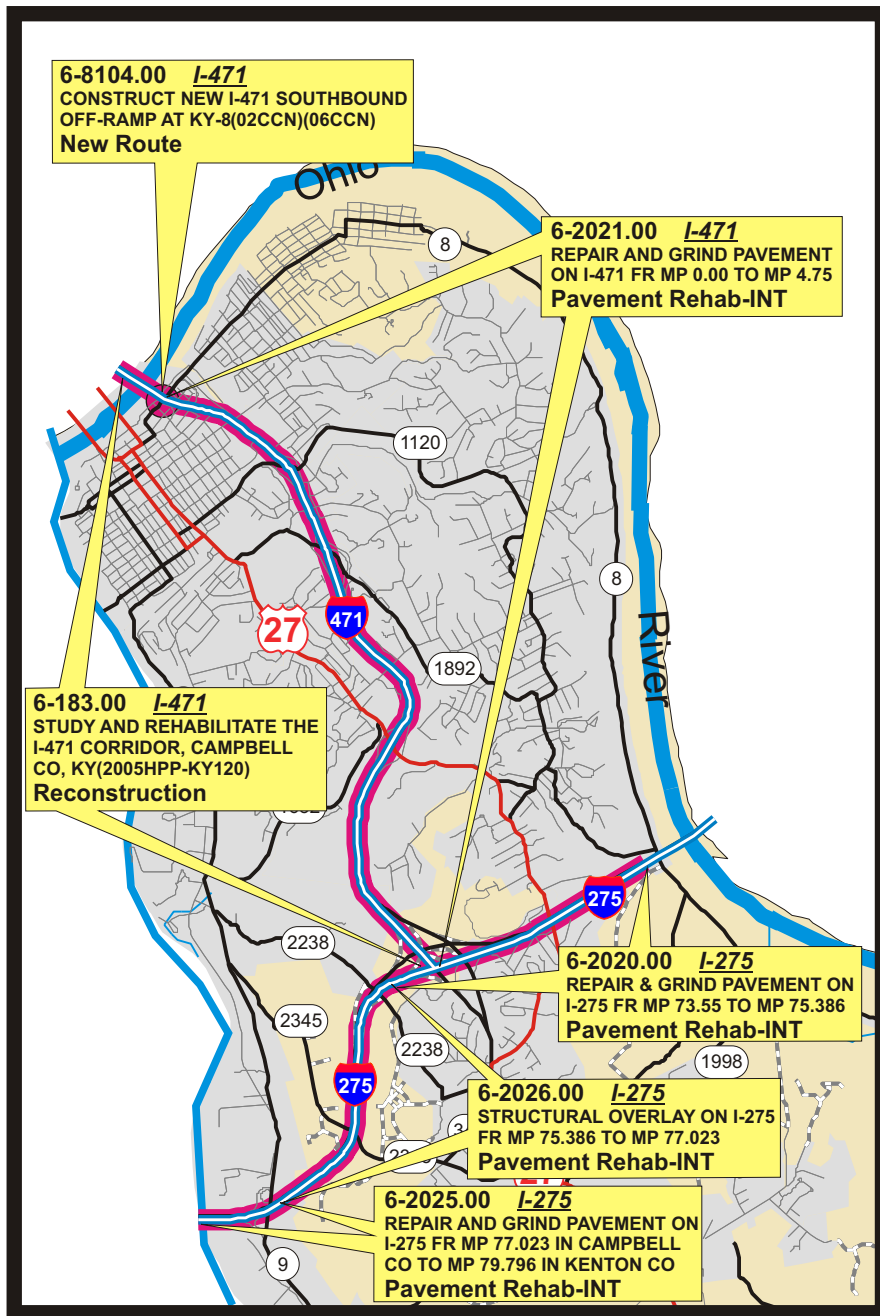 6-8104.00 I-471
CONSTRUCT NEW I-471 SOUTHBOUND
OFF-RAMP AT KY-8(02CCN)(06CCN)
New Route
Ohio
8
6-2021.00 I-471
REPAIR AND GRIND PAVEMENT
ON I-471 FR MP 0.00 TO MP 4.75
Pavement Rehab-INT
1120
8
27
471
River
1892
6-183.00 I-471
STUDY AND REHABILITATE THE
I-471 CORRIDOR, CAMPBELL
CO, KY(2005HPP-KY120)
Reconstruction
275
2238
6-2020.00 I-275
REPAIR & GRIND PAVEMENT ON
I-275 FR MP 73.55 TO MP 75.386
Pavement Rehab-INT
2345
2238
1998
275
6-2026.00 I-275
STRUCTURAL OVERLAY ON I-275
FR MP 75.386 TO MP 77.023
Pavement Rehab-INT
6-2025.00 I-275
REPAIR AND GRIND PAVEMENT ON
I-275 FR MP 77.023 IN CAMPBELL
CO TO MP 79.796 IN KENTON CO
Pavement Rehab-INT
9